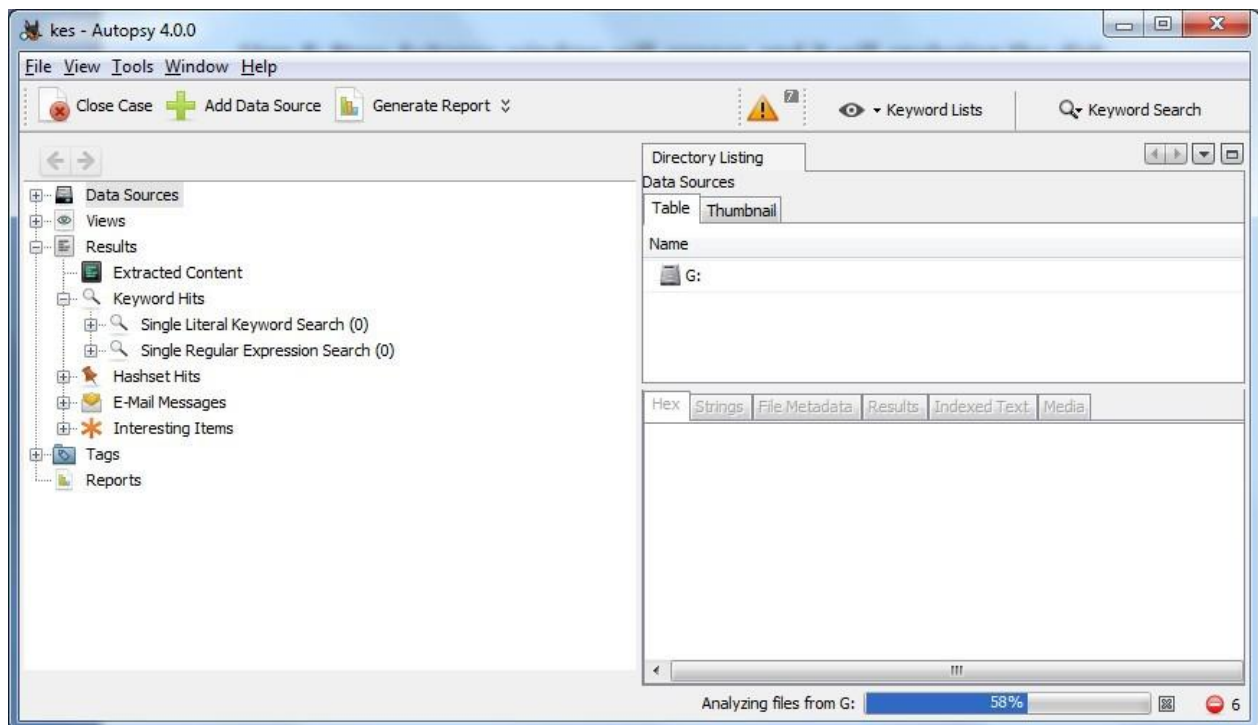 kes - Autopsy 4.0.0
File View Tools Window Help
Close Case Add Data Source Generate Report
7
Keyword Lists
Keyword Search
Data Sources
Views
Results
Extracted Content
Keyword Hits
Single Literal Keyword Search (0)
Single Regular Expression Search (0)
Hashset Hits
E-Mail Messages
Interesting Items
Tags
Reports
Directory Listing
Data Sources
Table Thumbnail
Name
G:
Hex Strings File Metadata Results Indexed Text Media
Analyzing files from G: 58% 6